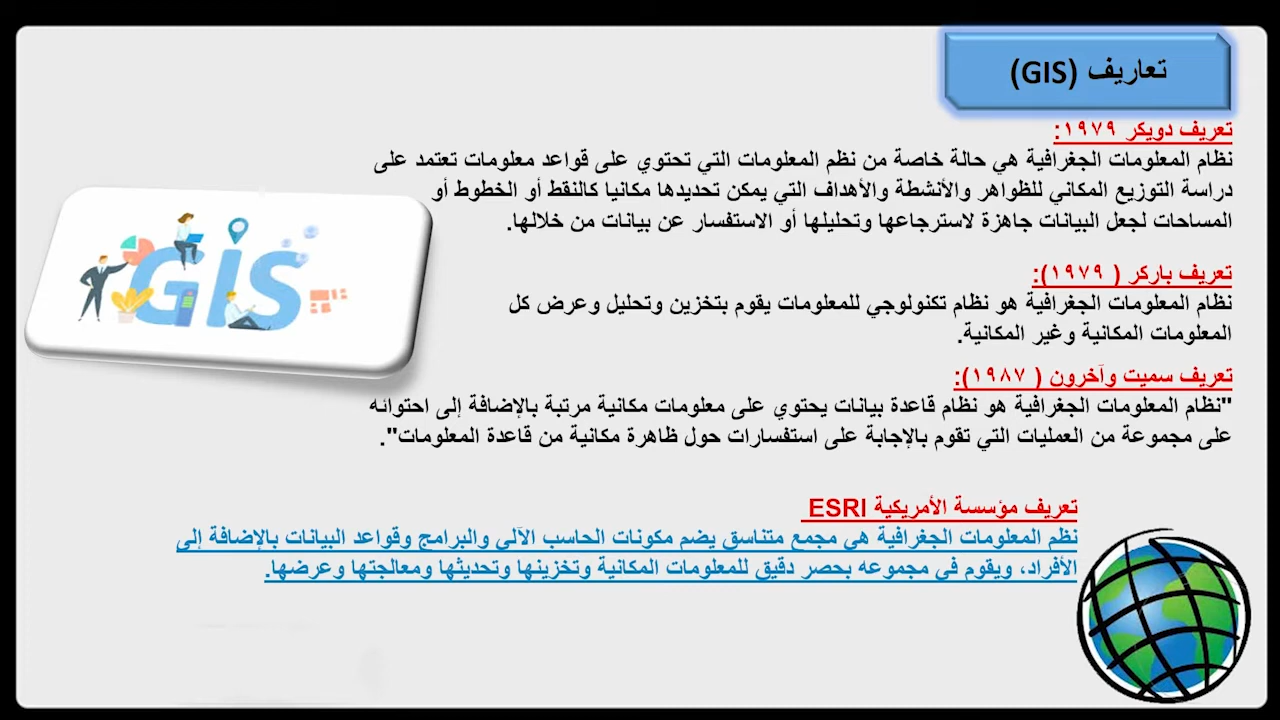 تعاريف (GIS)
تعريف دويكر ١٩٧٩:
نظام المعلومات الجغرافية هي حالة خاصة من نظم المعلومات التي تحتوي على قواعد معلومات تعتمد على
دراسة التوزيع المكاني للظواهر والأنشطة والأهداف التي يمكن تحديدها مكانيا كالنقط أو الخطوط أو
المساحات لجعل البيانات جاهزة لاسترجاعها وتحليلها أو الاستفسار عن بيانات من خلالها.
GIS
تعريف باركر ( ١٩٧٩):
نظام المعلومات الجغرافية هو نظام تكنولوجي للمعلومات يقوم بتخزين وتحليل وعرض كل
المعلومات المكانية وغير المكانية.
تعريف سميت وآخرون ( ١٩٨٧):
"نظام المعلومات الجغرافية هو نظام قاعدة بيانات يحتوي على معلومات مكانية مرتبة بالإضافة إلى احتوائه
على مجموعة من العمليات التي تقوم بالإجابة على استفسارات حول ظاهرة مكانية من قاعدة المعلومات".
تعريف مؤسسة الأمريكية ESRI
نظم المعلومات الجغرافية هي مجمع متناسق يضم مكونات الحاسب الآلي والبرامج وقواعد البيانات بالإضافة إلى
الأفراد، ويقوم في مجموعه بحصر دقيق للمعلومات المكانية وتخزينها وتحديثها ومعالجتها وعرضها.